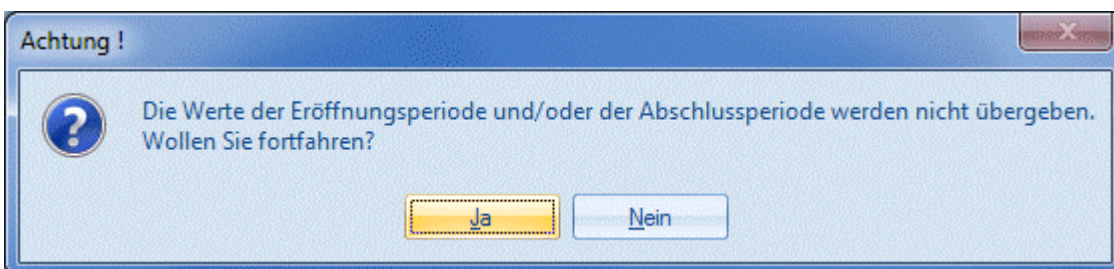 Achtung !
Die Werte der Eröffnungsperiode und/oder der Abschlussperiode werden nicht übergeben.
Wollen Sie fortfahren?
Ja
Nein